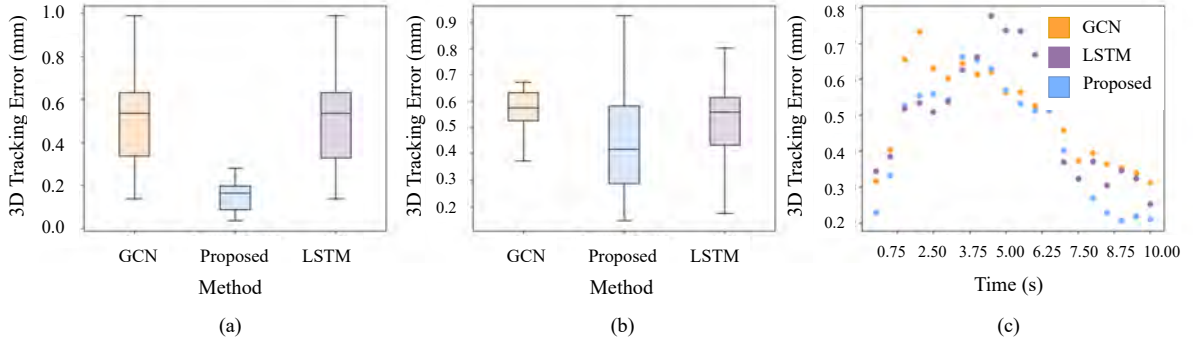 3D Tracking Error (mm)
1.0
0.8
0.6
0.4
0.2
0.0
GCN Proposed LSTM
Method
(a)
3D Tracking Error (mm)
0.9
0.8
0.7
0.6
0.5
0.4
0.3
0.2
GCN Proposed LSTM
Method
(b)
3D Tracking Error (mm)
0.8
0.7
0.6
0.5
0.4
0.3
0.2
GCN
LSTM
Proposed
0.75 2.50 3.75 5.00 6.25 7.50 8.75 10.00
Time (s)
(c)